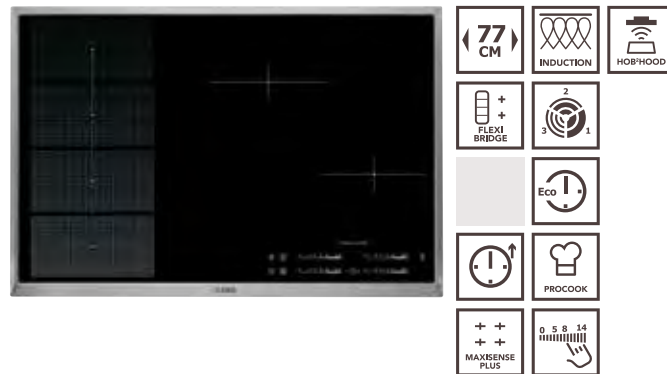 77
CM
INDUCTION
HOB²HOOD
FLEXI
BRIDGE
2
3 1
Eco
PROCOOK
MAXISENSE
PLUS
0 5 8 14